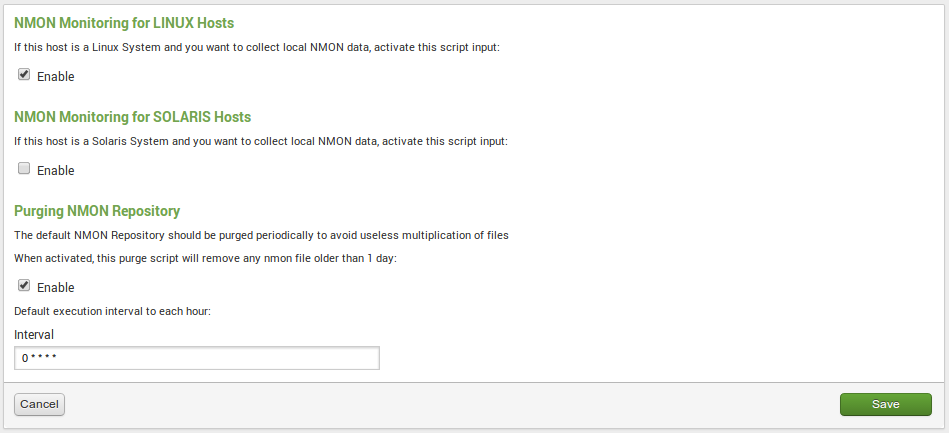 NMON Monitoring for LINUX Hosts
If this host is a Linux System and you want to collect local NMON data, activate this script input:
Enable
NMON Monitoring for SOLARIS Hosts
If this host is a Solaris System and you want to collect local NMON data, activate this script input:
Enable
Purging NMON Repository
The default NMON Repository should be purged periodically to avoid useless multiplication of files
When activated, this purge script will remove any nmon file older than 1 day:
Enable
Default execution interval to each hour:
Interval
0 * * * *
Cancel
Save